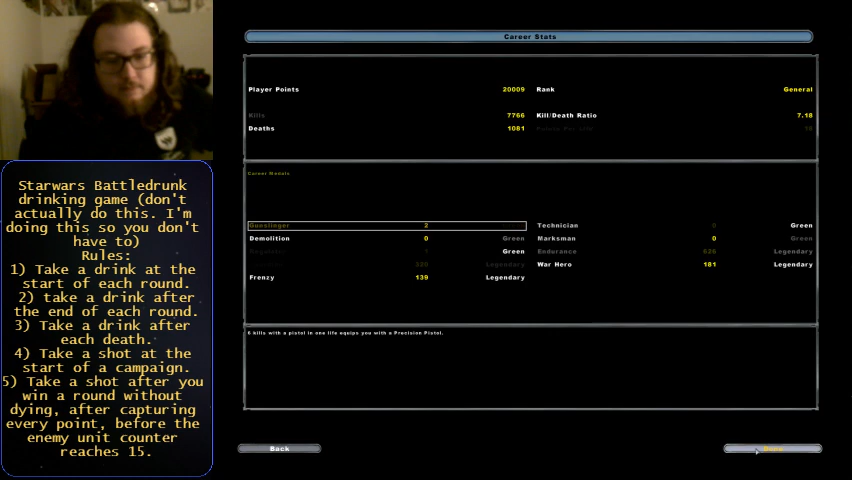 Career Stats
Player Points 20009 Rank General
Kills 7766 Kill/Death Ratio 7.18
Deaths 1081
Career Medals
Gunslinger 2 Technician 0 Green
Demolition 0 Green Marksman 0 Green
Green Endurance 626 Legendary
Legendary War Hero 181 Legendary
Frenzy 139 Legendary
6 kills with a pistol in one life equips you with a Precision Pistol.
Back
Starwars Battledrunk
drinking game (don't
actually do this. I'm
doing this so you don't
have to)
Rules:
1) Take a drink at the
start of each round.
2) take a drink after
the end of each round.
3) Take a drink after
each death.
4) Take a shot at the
start of a campaign.
5) Take a shot after you
win a round without
dying, after capturing
every point, before the
enemy unit counter
reaches 15.